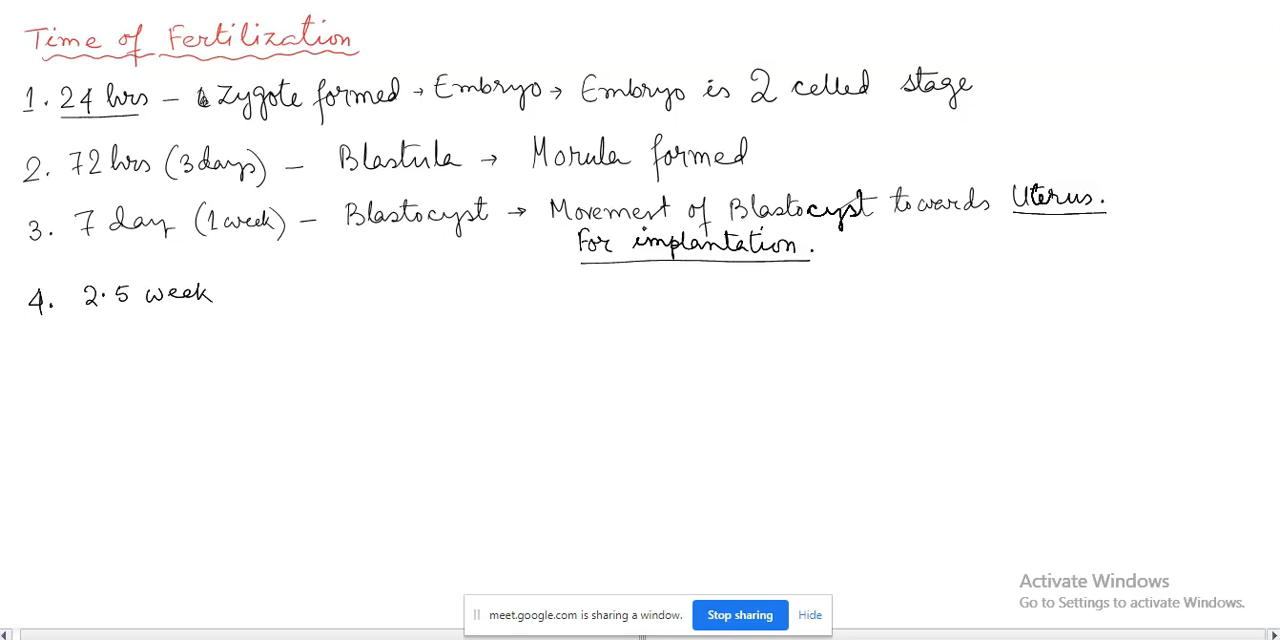 Time of Fertilization
1. 24 hrs - Zygote formed → Embryo → Embryo is 2 celled stage
2. 72 hrs (3 days) - Blastula → Morula formed
3. 7 day (1 week) - Blastocyst → Movement of Blastocyst towards Uterus.
For implantation.
4. 2.5 week
Activate Windows
Go to Settings to activate Windows.
meet.google.com is sharing a window. Stop sharing Hide